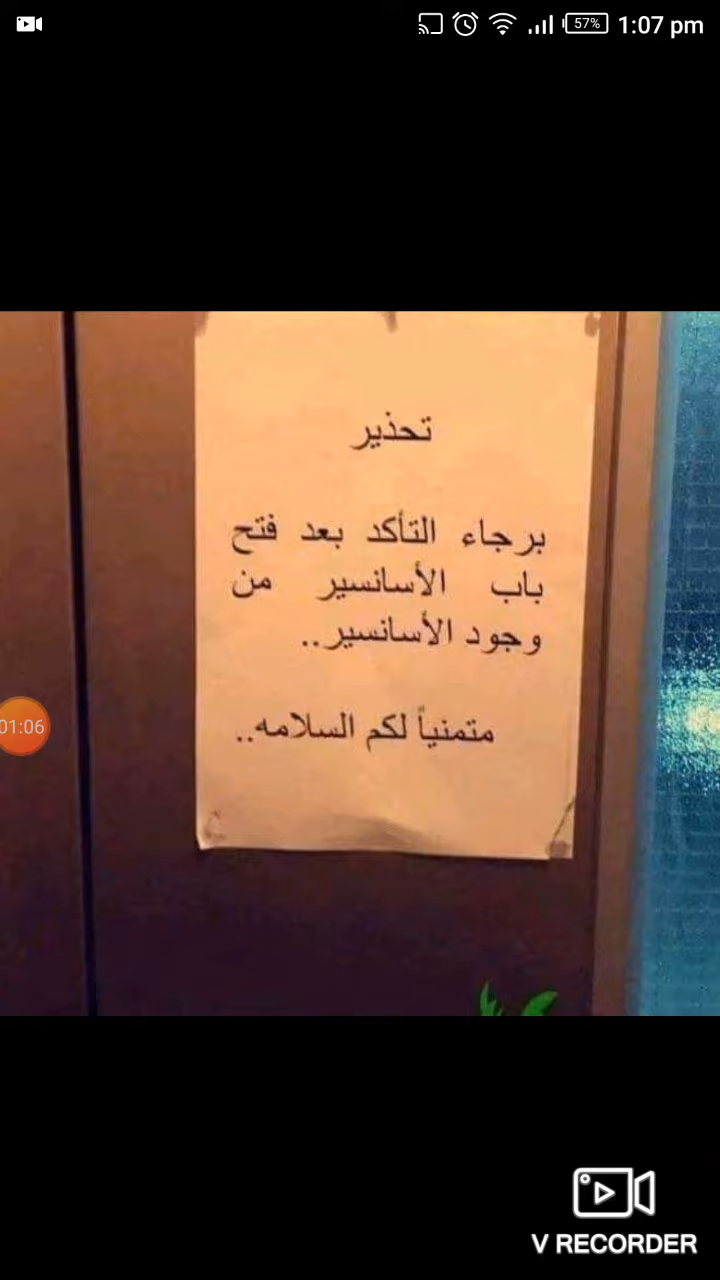 57% 1:07 pm
تحذير
برجاء التأكد بعد فتح
باب الأسانسير من
وجود الأسانسير..
متمنياً لكم السلامه..
01:06
V RECORDER